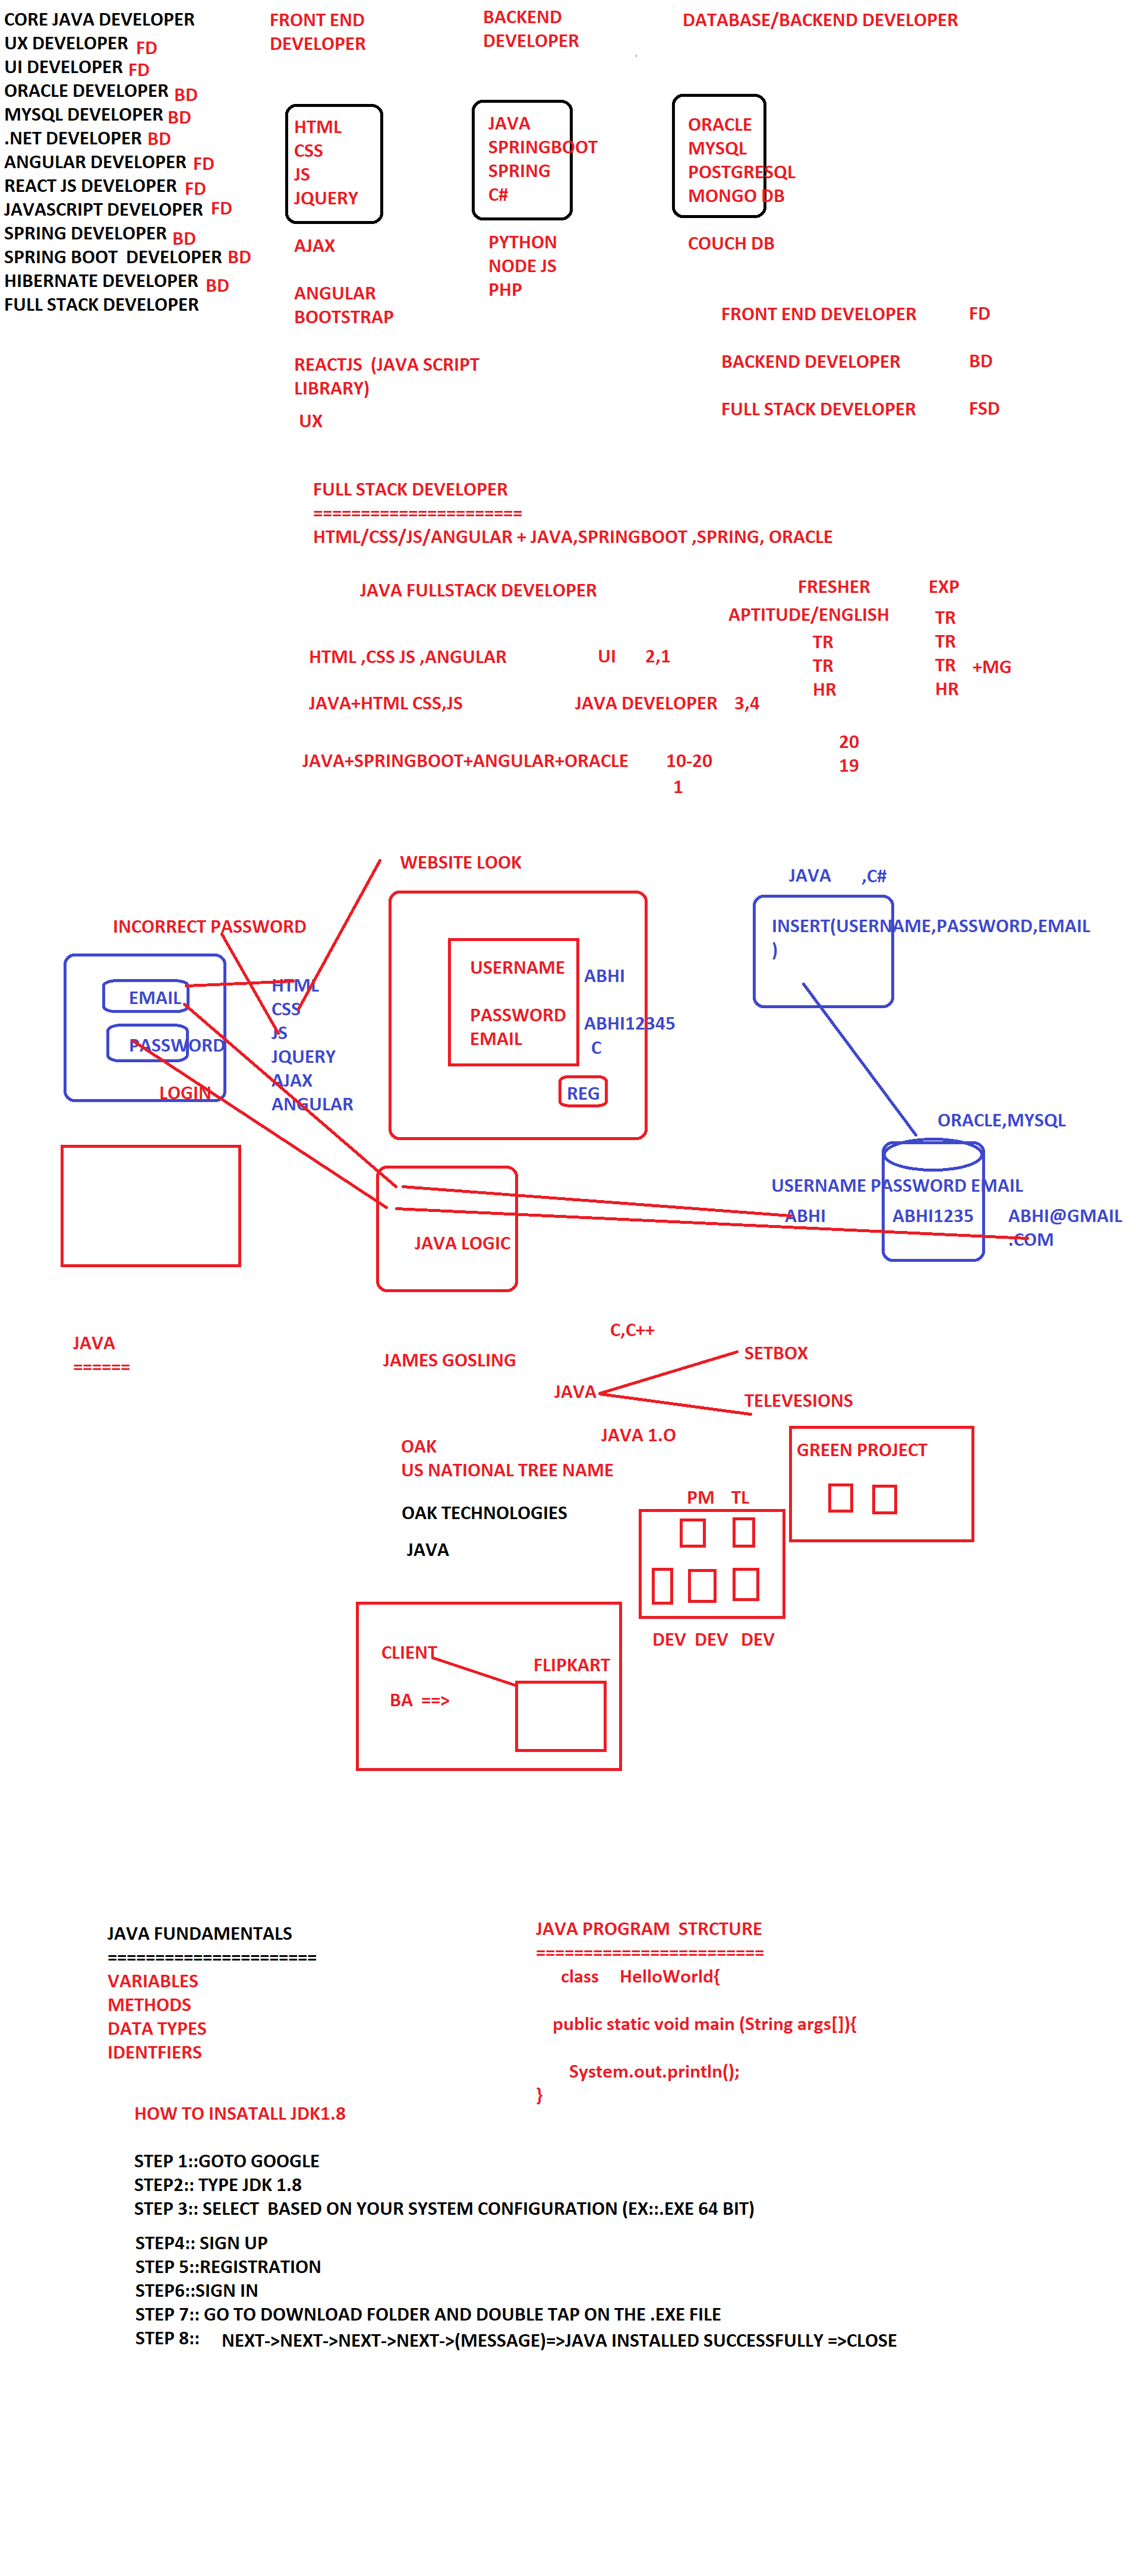 CORE JAVA DEVELOPER
UX DEVELOPER FD
UI DEVELOPER FD
ORACLE DEVELOPER BD
MYSQL DEVELOPER BD
.NET DEVELOPER BD
ANGULAR DEVELOPER FD
REACT JS DEVELOPER FD
JAVASCRIPT DEVELOPER FD
SPRING DEVELOPER BD
SPRING BOOT  DEVELOPER BD
HIBERNATE DEVELOPER BD
FULL STACK DEVELOPER
FRONT END
DEVELOPER
HTML
CSS
JS
JQUERY
AJAX
ANGULAR
BOOTSTRAP
REACTJS  (JAVA SCRIPT
LIBRARY)
UX
BACKEND
DEVELOPER
JAVA
SPRINGBOOT
SPRING
C#
PYTHON
NODE JS
PHP
DATABASE/BACKEND DEVELOPER
ORACLE
MYSQL
POSTGRESQL
MONGO DB
COUCH DB
FRONT END DEVELOPER FD
BACKEND DEVELOPER BD
FULL STACK DEVELOPER FSD
FULL STACK DEVELOPER
======================
HTML/CSS/JS/ANGULAR + JAVA,SPRINGBOOT ,SPRING, ORACLE
JAVA FULLSTACK DEVELOPER
HTML ,CSS JS ,ANGULAR UI 2,1
JAVA+HTML CSS,JS JAVA DEVELOPER 3,4
JAVA+SPRINGBOOT+ANGULAR+ORACLE 10-20
1
FRESHER
APTITUDE/ENGLISH
TR
TR
HR
EXP
TR
TR
TR +MG
HR
20
19
WEBSITE LOOK
INCORRECT PASSWORD
EMAIL
PASSWORD
LOGIN
HTML
CSS
JS
JQUERY
AJAX
ANGULAR
USERNAME ABHI
PASSWORD ABHI12345
EMAIL C
REG
JAVA ,C#
INSERT(USERNAME,PASSWORD,EMAIL
)
ORACLE,MYSQL
USERNAME PASSWORD EMAIL
ABHI ABHI1235 ABHI@GMAIL
.COM
JAVA LOGIC
JAVA
======
JAMES GOSLING
C,C++
JAVA
SETBOX
TELEVESIONS
JAVA 1.O
OAK
US NATIONAL TREE NAME
OAK TECHNOLOGIES
JAVA
GREEN PROJECT
PM TL
DEV DEV DEV
CLIENT
FLIPKART
BA ==>
JAVA FUNDAMENTALS
======================
VARIABLES
METHODS
DATA TYPES
IDENTFIERS
JAVA PROGRAM  STRCTURE
========================
class     HelloWorld{
public static void main (String args[]){
System.out.println();
}
HOW TO INSATALL JDK1.8
STEP 1::GOTO GOOGLE
STEP2:: TYPE JDK 1.8
STEP 3:: SELECT  BASED ON YOUR SYSTEM CONFIGURATION (EX::.EXE 64 BIT)
STEP4:: SIGN UP
STEP 5::REGISTRATION
STEP6::SIGN IN
STEP 7:: GO TO DOWNLOAD FOLDER AND DOUBLE TAP ON THE .EXE FILE
STEP 8:: NEXT->NEXT->NEXT->NEXT->(MESSAGE)=>JAVA INSTALLED SUCCESSFULLY =>CLOSE